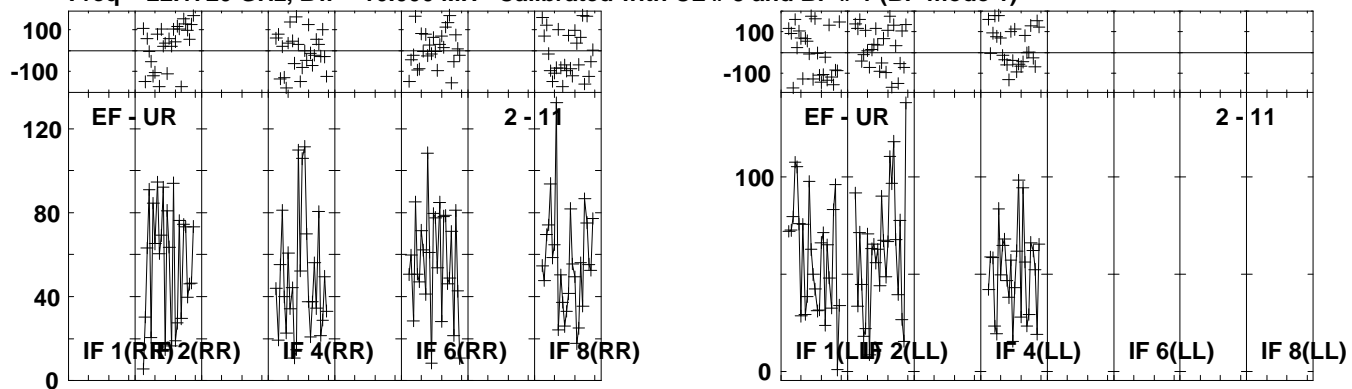 100
-100
EF - UR
2 - 11
120
80
40
0
IF 1(RR)
IF 2(RR)
IF 4(RR)
IF 6(RR)
IF 8(RR)
100
-100
EF - UR
2 - 11
100
0
IF 1(LL)
IF 2(LL)
IF 4(LL)
IF 6(LL)
IF 8(LL)